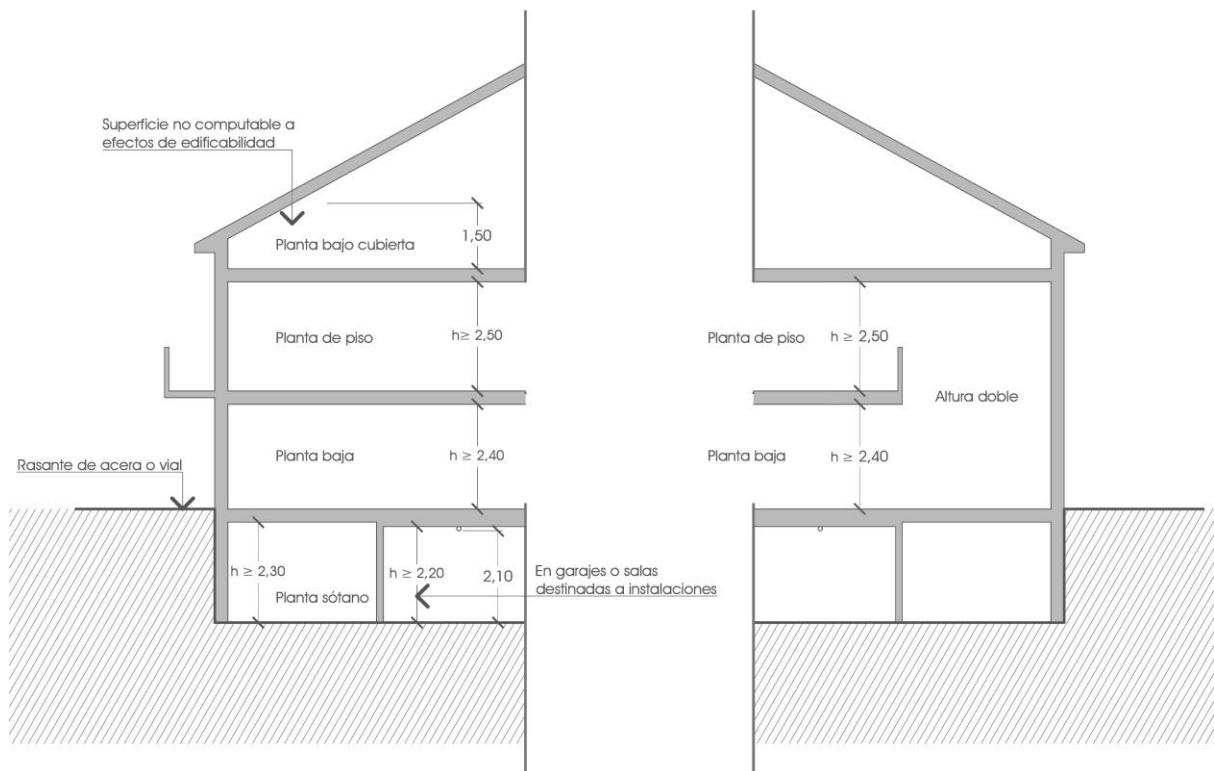 Superficie no computable a
efectos de edificabilidad
1,50
Planta bajo cubierta
Planta de piso
h≥ 2,50
Planta de piso
h ≥ 2,50
Altura doble
Planta baja
h ≥ 2,40
Planta baja
h ≥ 2,40
Rasante de acera o vial
h ≥ 2,30
Planta sótano
h ≥ 2,20
2,10
En garajes o salas
destinadas a instalaciones